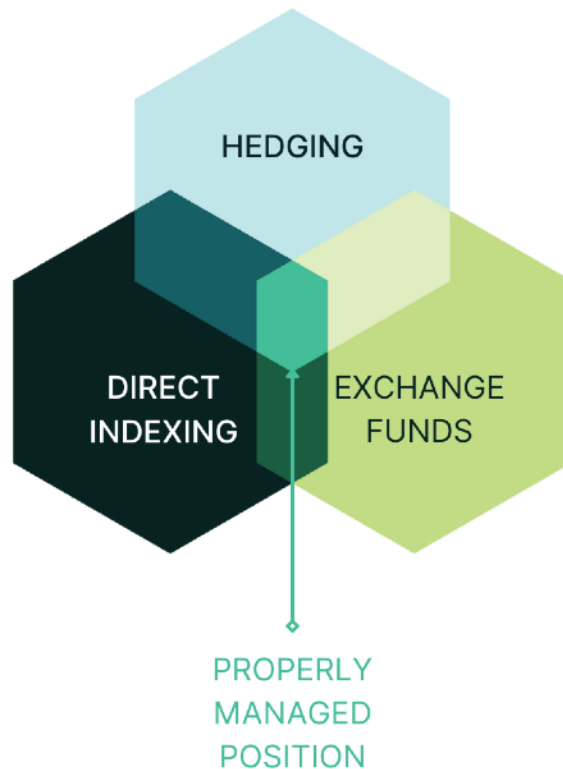 HEDGING
DIRECT
INDEXING
EXCHANGE
FUNDS
PROPERLY
MANAGED
POSITION